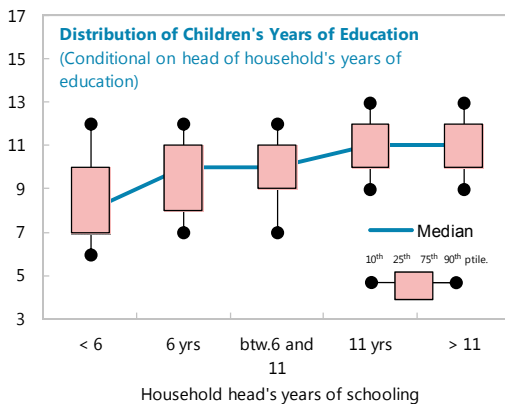 Distribution of Children's Years of Education
(Conditional on head of household's years of
education)
17
15
13
11
9
7
5
3
Median
10th 25th 75th 90th ptile.
< 6
6 yrs
btw.6 and
11
11 yrs
> 11
Household head's years of schooling